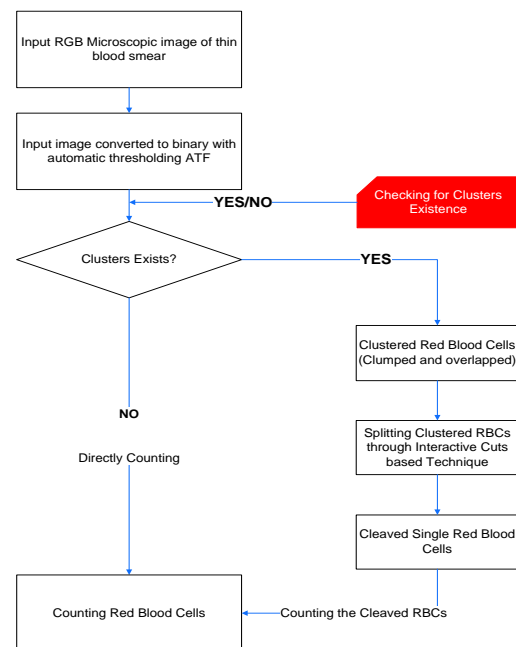 Input RGB Microscopic image of thin
blood smear
Input image converted to binary with
automatic thresholding ATF
YES/NO
Checking for Clusters
Existence
Clusters Exists?
YES
Clustered Red Blood Cells
(Clumped and overlapped)
NO
Splitting Clustered RBCs
through Interactive Cuts
based Technique
Directly Counting
Cleaved Single Red Blood
Cells
Counting Red Blood Cells
Counting the Cleaved RBCs